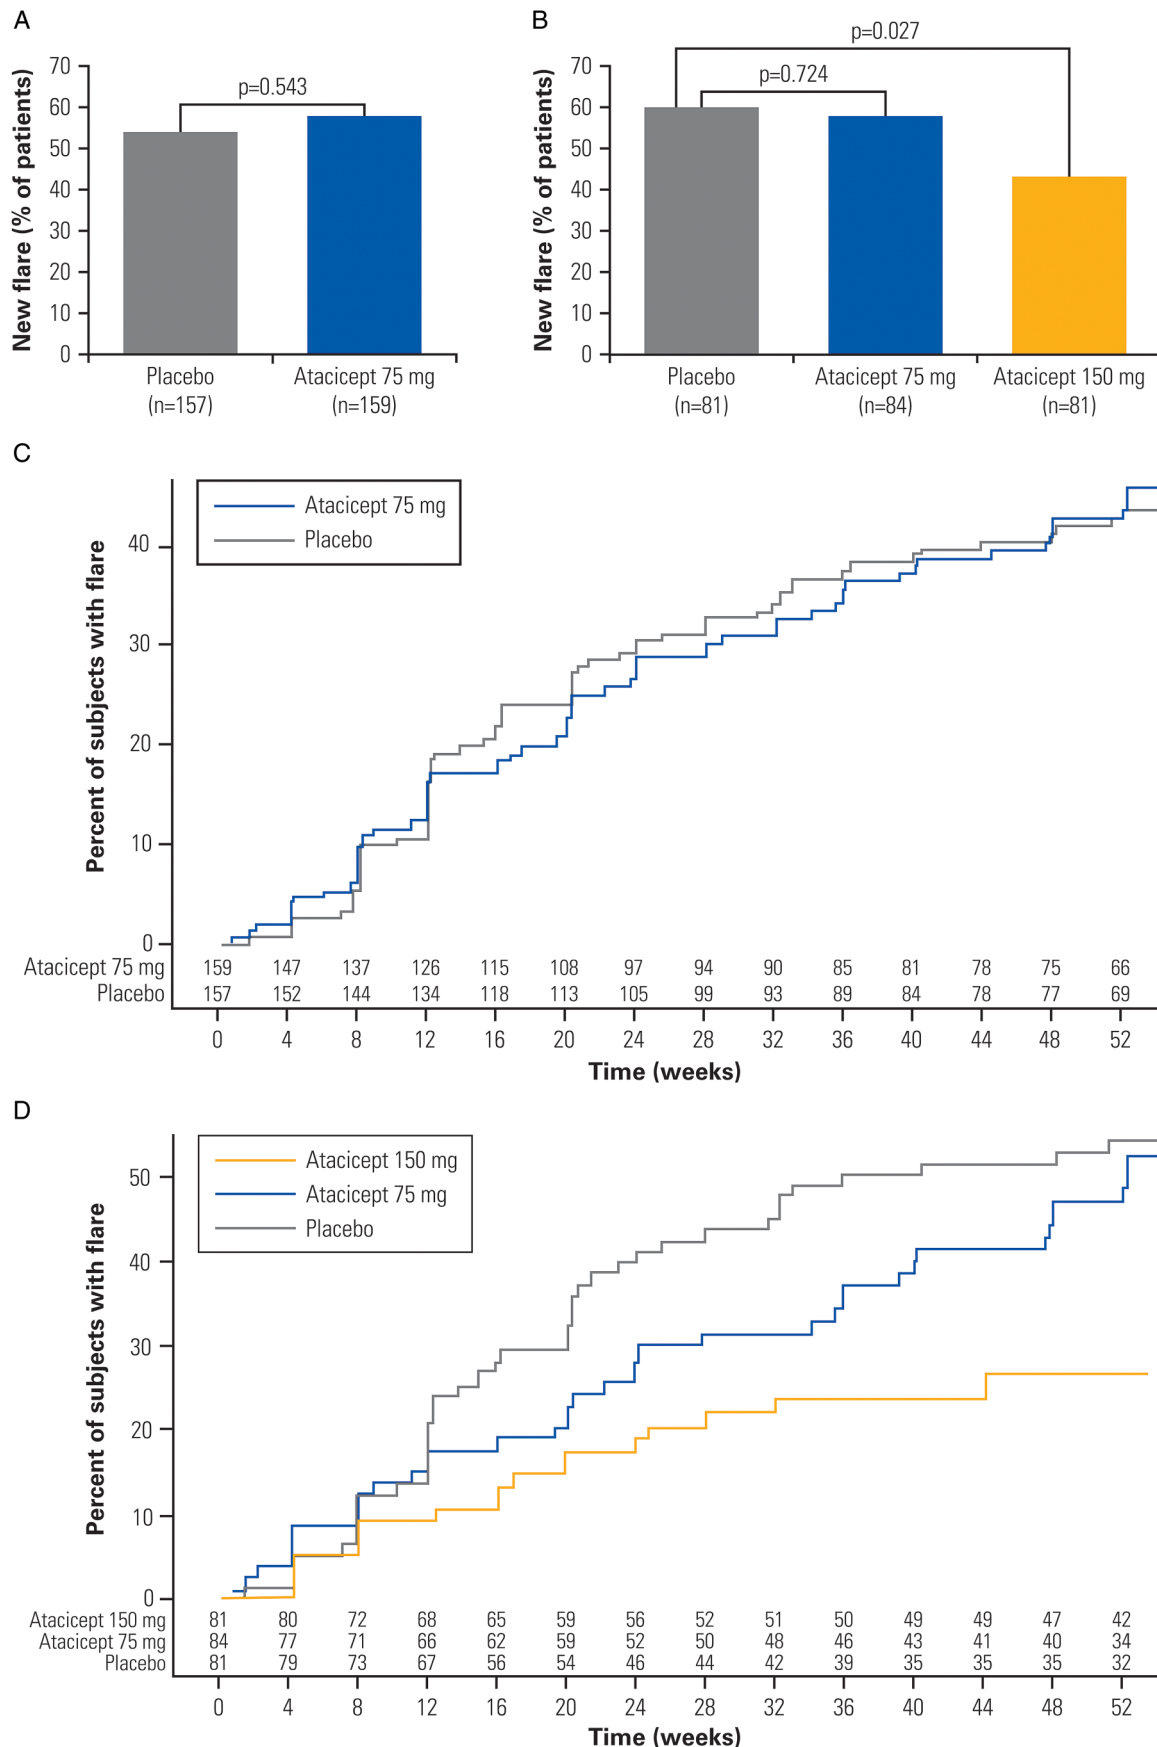 A
New flare (% of patients)
70
60
50
40
30
20
10
0
p=0.543
Placebo
(n=157)
Atacicept 75 mg
(n=159)
B
New flare (% of patients)
70
60
50
40
30
20
10
0
p=0.027
p=0.724
Placebo
(n=81)
Atacicept 75 mg
(n=84)
Atacicept 150 mg
(n=81)
C
Atacicept 75 mg
Placebo
Percent of subjects with flare
40
30
20
10
0
Atacicept 75 mg 159 147 137 126 115 108 97 94 90 85 81 78 75 66
Placebo 157 152 144 134 118 113 105 99 93 89 84 78 77 69
0 4 8 12 16 20 24 28 32 36 40 44 48 52
Time (weeks)
D
Atacicept 150 mg
Atacicept 75 mg
Placebo
Percent of subjects with flare
50
40
30
20
10
0
Atacicept 150 mg 81 80 72 68 65 59 56 52 51 50 49 49 47 42
Atacicept 75 mg 84 77 71 66 62 59 52 50 48 46 43 41 40 34
Placebo 81 79 73 67 56 54 46 44 42 39 35 35 35 32
0 4 8 12 16 20 24 28 32 36 40 44 48 52
Time (weeks)